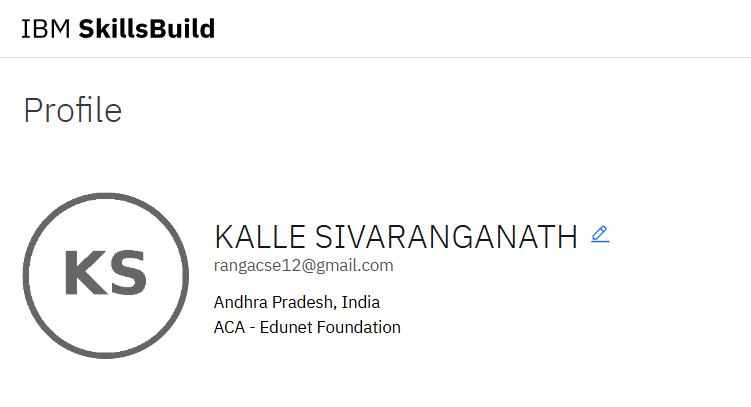 IBM SkillsBuild
Profile
KS
KALLE SIVARANGANATH
rangacse12@gmail.com
Andhra Pradesh, India
ACA - Edunet Foundation